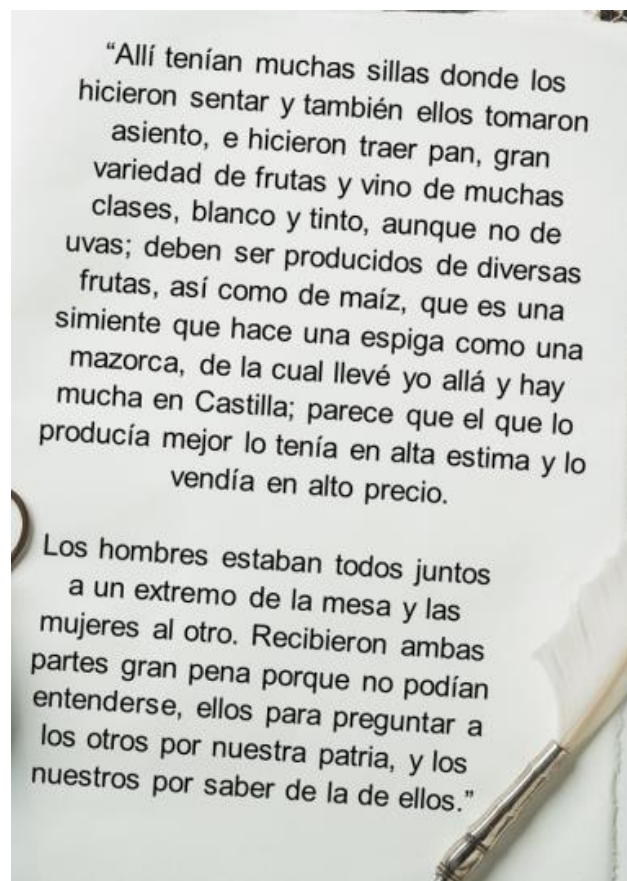 “Allí tenían muchas sillas donde los
hicieron sentar y también ellos tomaron
asiento, e hicieron traer pan, gran
variedad de frutas y vino de muchas
clases, blanco y tinto, aunque no de
uvas; deben ser producidos de diversas
frutas, así como de maíz, que es una
simiente que hace una espiga como una
mazorca, de la cual llevé yo allá y hay
mucha en Castilla; parece que el que lo
producía mejor lo tenía en alta estima y lo
vendía en alto precio.
Los hombres estaban todos juntos
a un extremo de la mesa y las
mujeres al otro. Recibieron ambas
partes gran pena porque no podían
entenderse, ellos para preguntar a
los otros por nuestra patria, y los
nuestros por saber de la de ellos.”